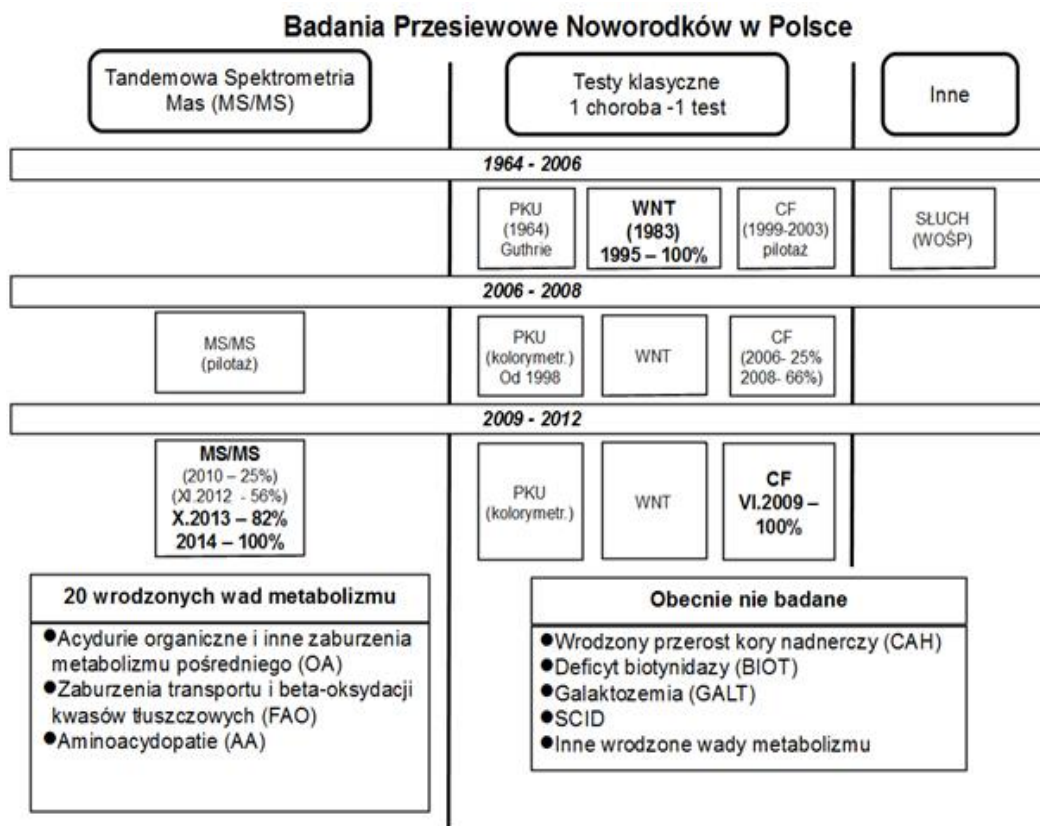 Badania Przesiewowe Noworodków w Polsce
Tandemowa Spektrometria
Mas (MS/MS)
Testy klasyczne
1 choroba -1 test
Inne
1964 - 2006
PKU
(1964)
Guthrie
WNT
(1983)
1995 – 100%
CF
(1999-2003)
pilotaż
SŁUCH
(WOŚP)
2006 - 2008
MS/MS
(pilotaż)
PKU
(kolorymetr.)
Od 1998
WNT
CF
(2006- 25%
2008- 66%)
2009 - 2012
MS/MS
(2010 – 25%)
(XI.2012 - 56%)
X.2013 – 82%
2014 – 100%
PKU
(kolorymetr.)
WNT
CF
VI.2009 –
100%
20 wrodzonych wad metabolizmu
●Acydurie organiczne i inne zaburzenia
metabolizmu pośredniego (OA)
●Zaburzenia transportu i beta-oksydacji
kwasów tłuszczowych (FAO)
●Aminoacydopatie (AA)
Obecnie nie badane
●Wrodzony przerost kory nadnerczy (CAH)
●Deficyt biotynidazy (BIOT)
●Galaktozemia (GALT)
●SCID
●Inne wrodzone wady metabolizmu